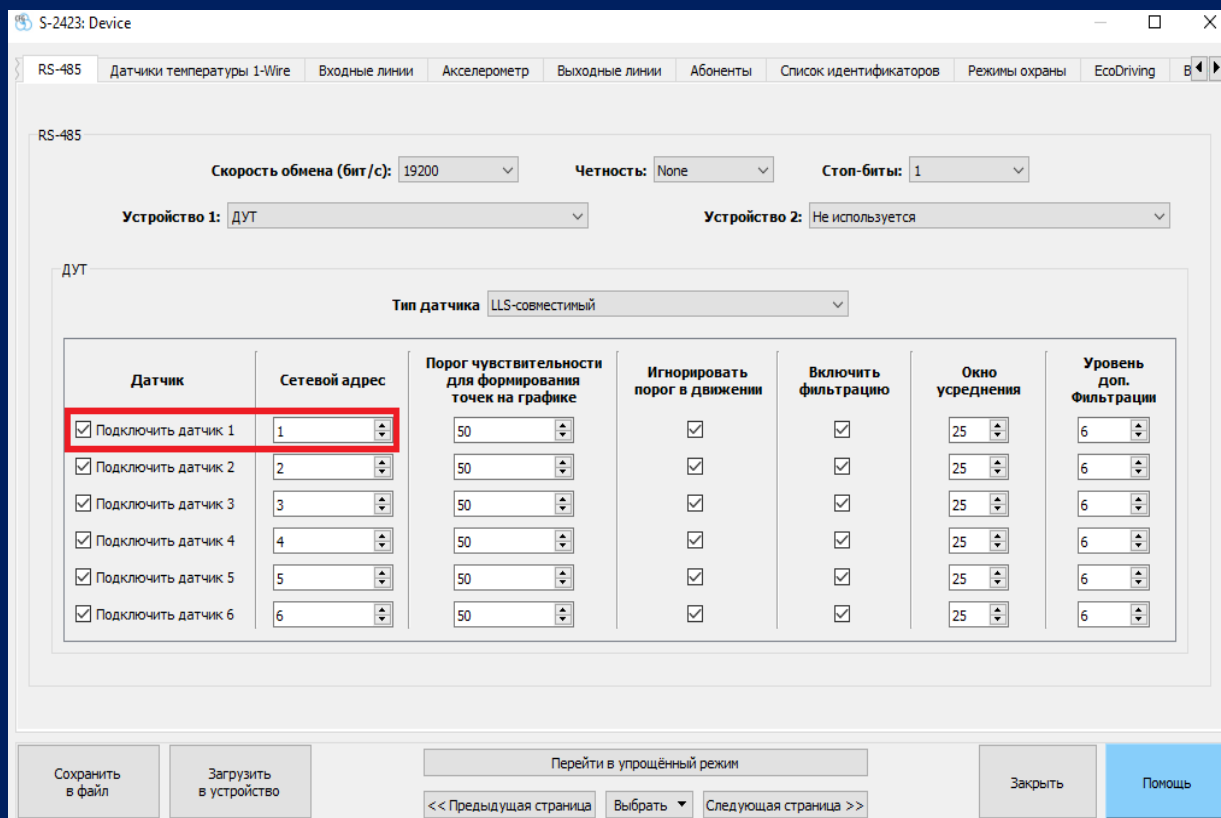 S-2423: Device
RS-485 Датчики температуры 1-Wire Входные линии Акселерометр Выходные линии Абоненты Список идентификаторов Режимы охраны EcoDriving В
RS-485
Скорость обмена (бит/с): 19200 Четность: None Стоп-биты: 1
Устройство 1: ДУТ Устройство 2: Не используется
ДУТ
Тип датчика LLS-совместимый
Датчик Сетевой адрес Порог чувствительности для формирования точек на графике Игнорировать порог в движении Включить фильтрацию Окно усреднения Уровень доп. Фильтрации
Подключить датчик 1 1 50 25 6
Подключить датчик 2 2 50 25 6
Подключить датчик 3 3 50 25 6
Подключить датчик 4 4 50 25 6
Подключить датчик 5 5 50 25 6
Подключить датчик 6 6 50 25 6
Сохранить в файл Загрузить в устройство Перейти в упрощённый режим Закрыть Помощь
<< Предыдущая страница Выбрать Следующая страница >>